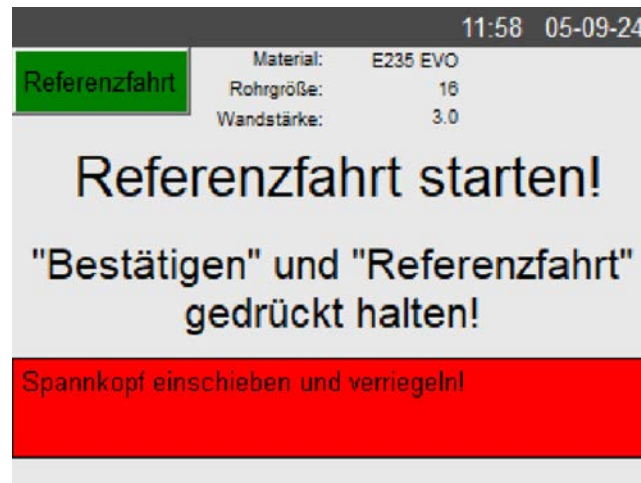 11:58 05-09-24
Referenzfahrt
Material: E235 EVO
Rohrgröße: 16
Wandstärke: 3.0
Referenzfahrt starten!
"Bestätigen" und "Referenzfahrt"
gedrückt halten!
Spannkopf einschieben und verriegeln!